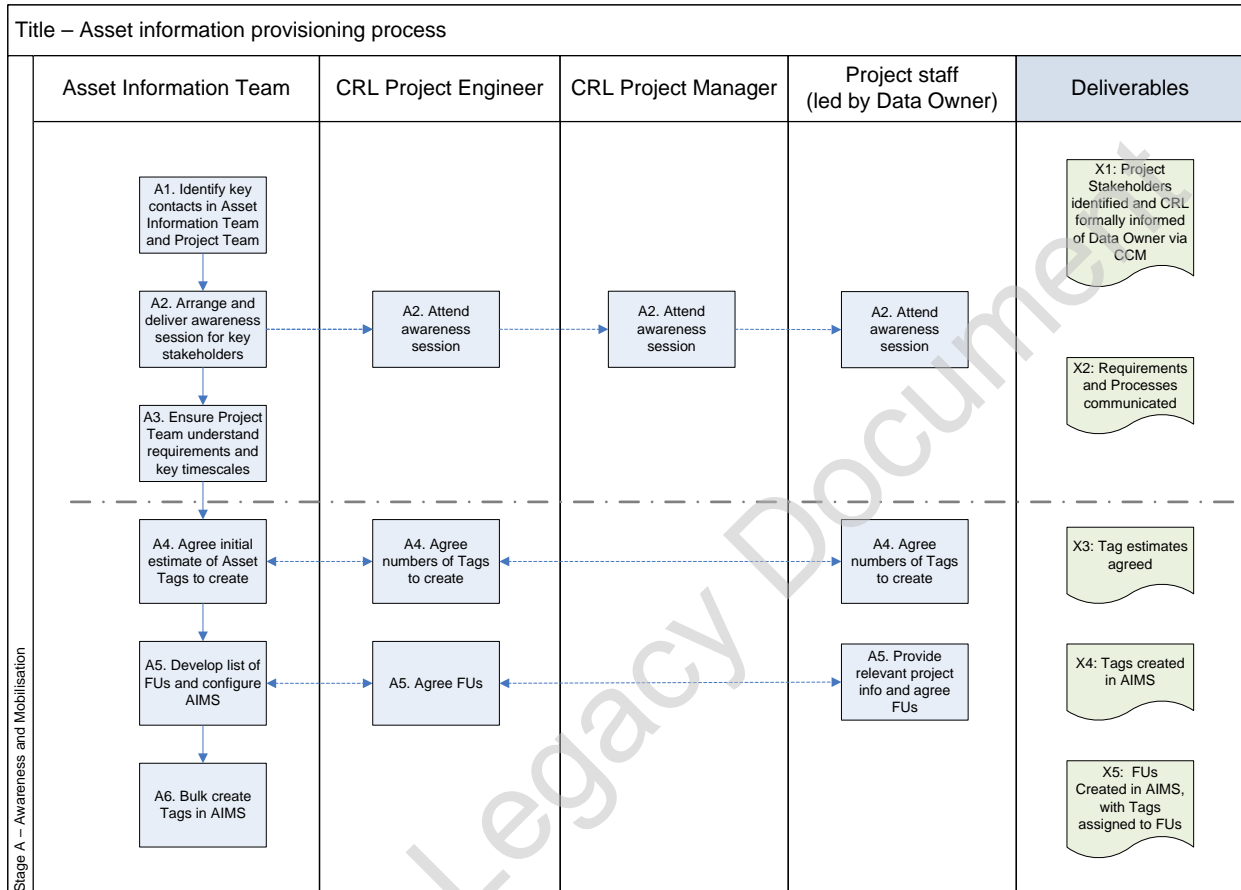 Title – Asset information provisioning process
Asset Information Team
CRL Project Engineer
CRL Project Manager
Project staff
(led by Data Owner)
Deliverables
A1. Identify key
contacts in Asset
Information Team
and Project Team
X1: Project
Stakeholders
identified and CRL
formally informed
of Data Owner via
CCM
A2. Arrange and
deliver awareness
session for key
stakeholders
A2. Attend
awareness
session
A2. Attend
awareness
session
A2. Attend
awareness
session
X2: Requirements
and Processes
communicated
A3. Ensure Project
Team understand
requirements and
key timescales
A4. Agree initial
estimate of Asset
Tags to create
A4. Agree
numbers of Tags
to create
A4. Agree
numbers of Tags
to create
X3: Tag estimates
agreed
A5. Develop list of
FUs and configure
AIMS
A5. Agree FUs
A5. Provide
relevant project
info and agree
FUs
X4: Tags created
in AIMS
A6. Bulk create
Tags in AIMS
X5: FUs
Created in AIMS,
with Tags
assigned to FUs
Stage A – Awareness and Mobilisation
Legacy Document